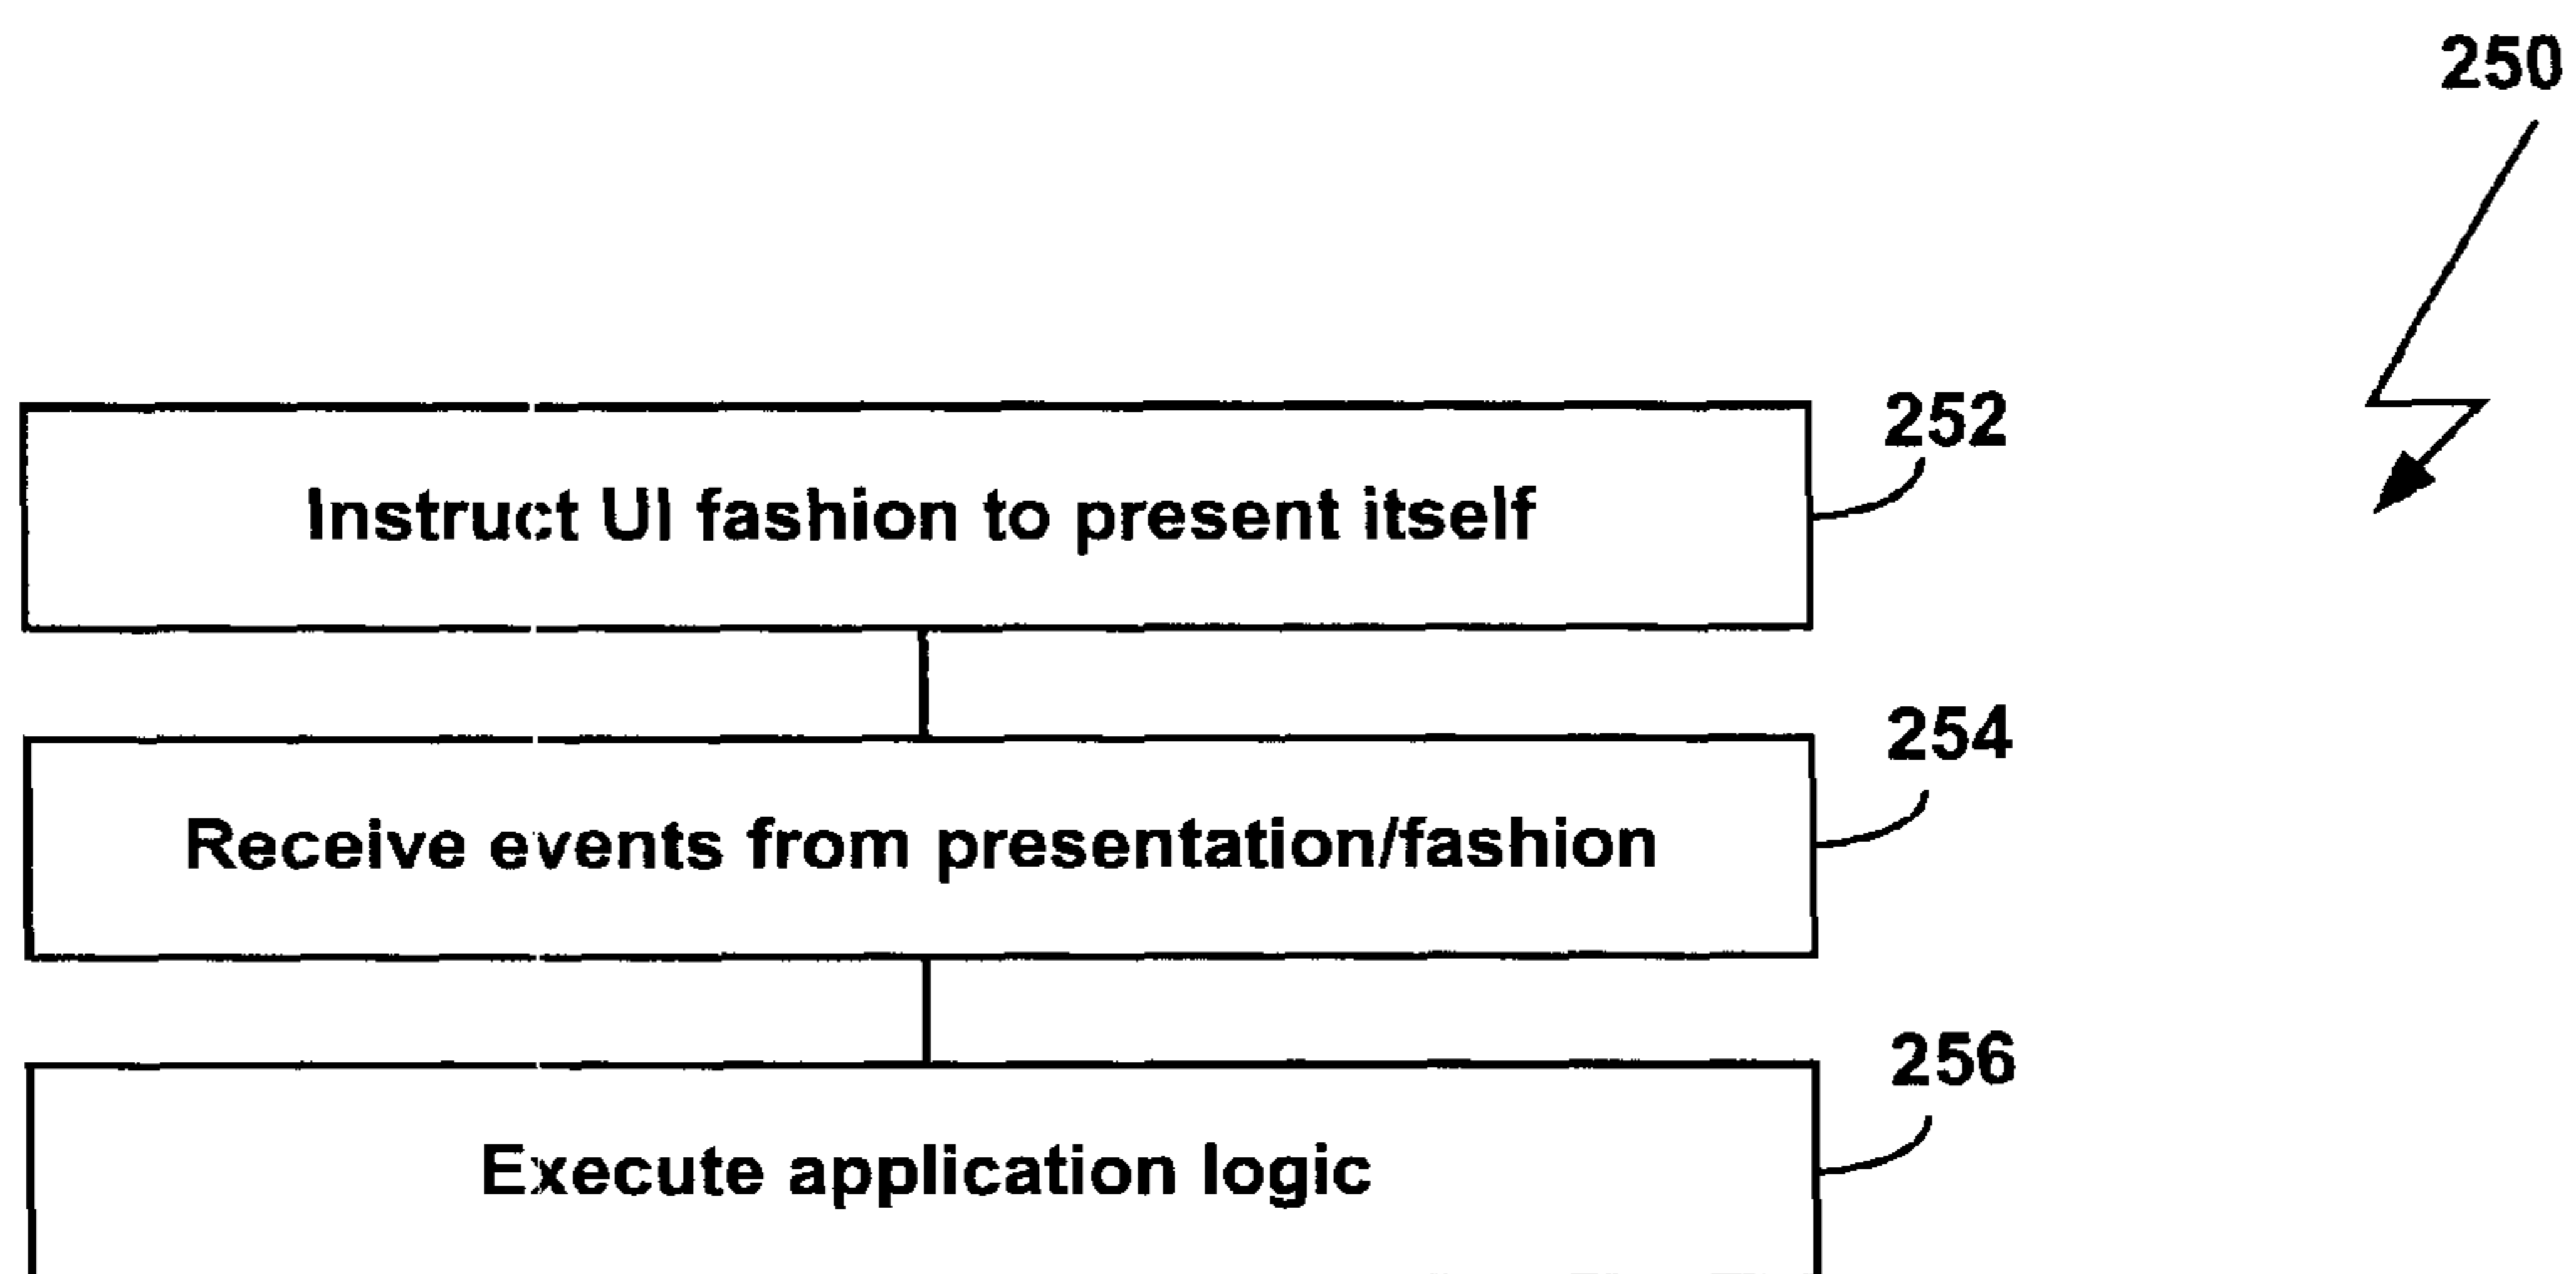 250
252
Instruct UI fashion to present itself
254
Receive events from presentation/fashion
256
Execute application logic